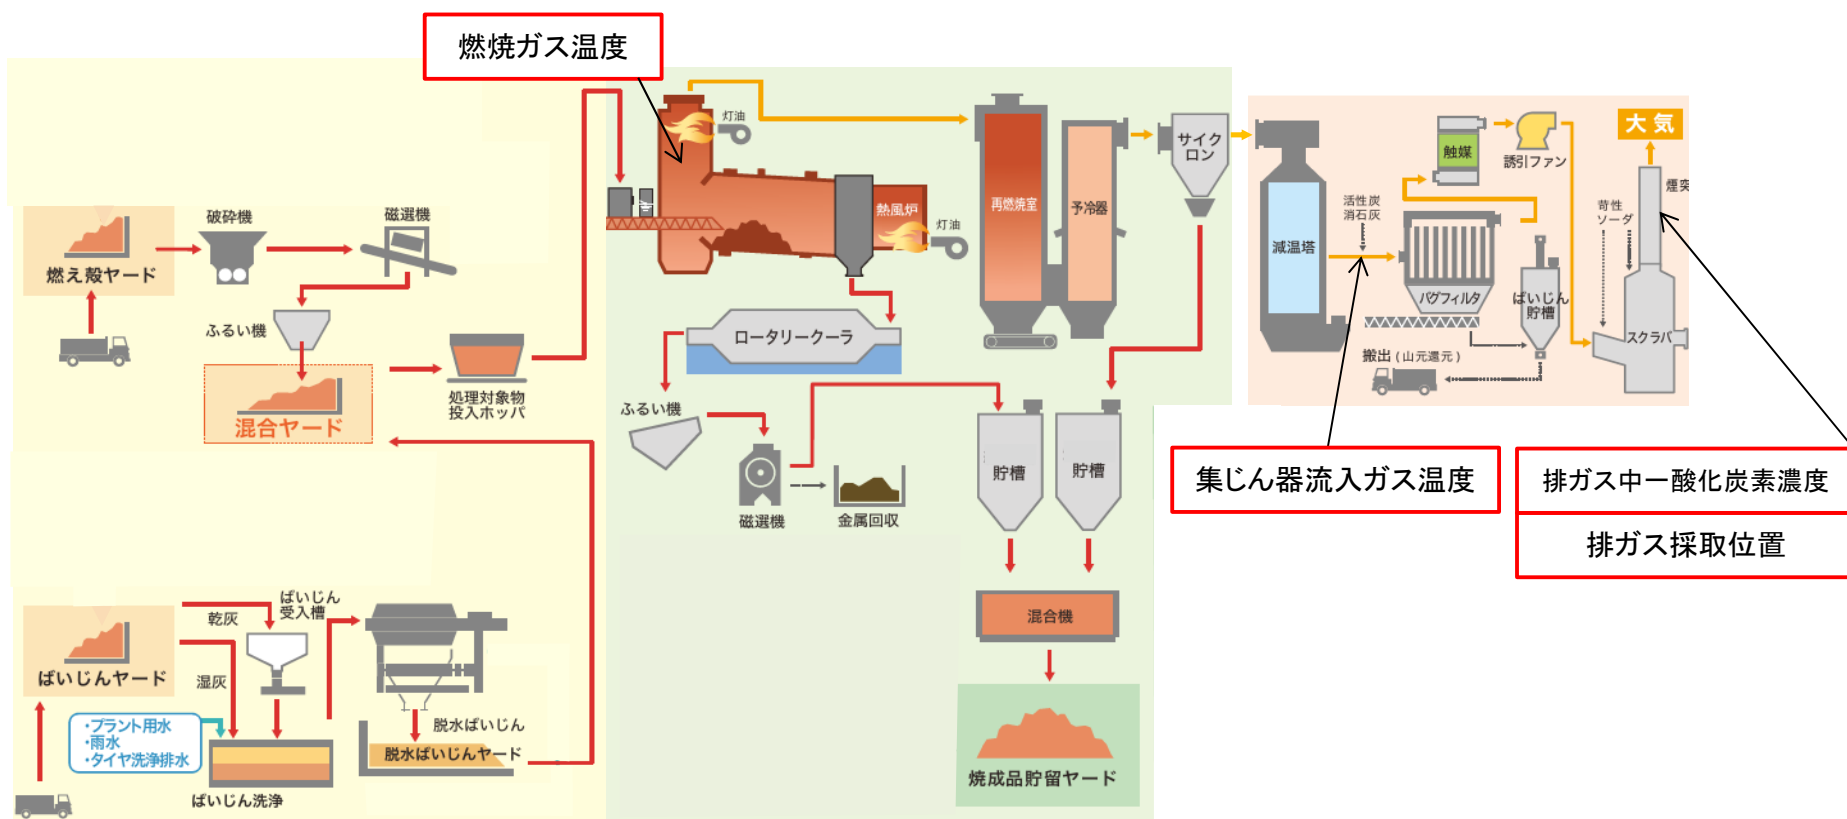 燃焼ガス温度
灯油
熱風炉
灯油
再燃焼室
予冷器
サイク
ロン
減温塔
活性炭
消石灰
バグフィルタ
触媒
誘引ファン
ばいじん
貯槽
苛性
ソーダ
大気
煙突
スクラバ
搬出(山元還元)
集じん器流入ガス温度
排ガス中一酸化炭素濃度
排ガス採取位置
燃え殻ヤード
破砕機
磁選機
ふるい機
混合ヤード
処理対象物
投入ホッパ
ロータリークーラ
ふるい機
磁選機
金属回収
貯槽
貯槽
混合機
焼成品貯留ヤード
ばいじんヤード
乾灰
湿灰
ばいじん
受入槽
・プラント用水
・雨水
・タイヤ洗浄排水
ばいじん洗浄
脱水ばいじん
脱水ばいじんヤード